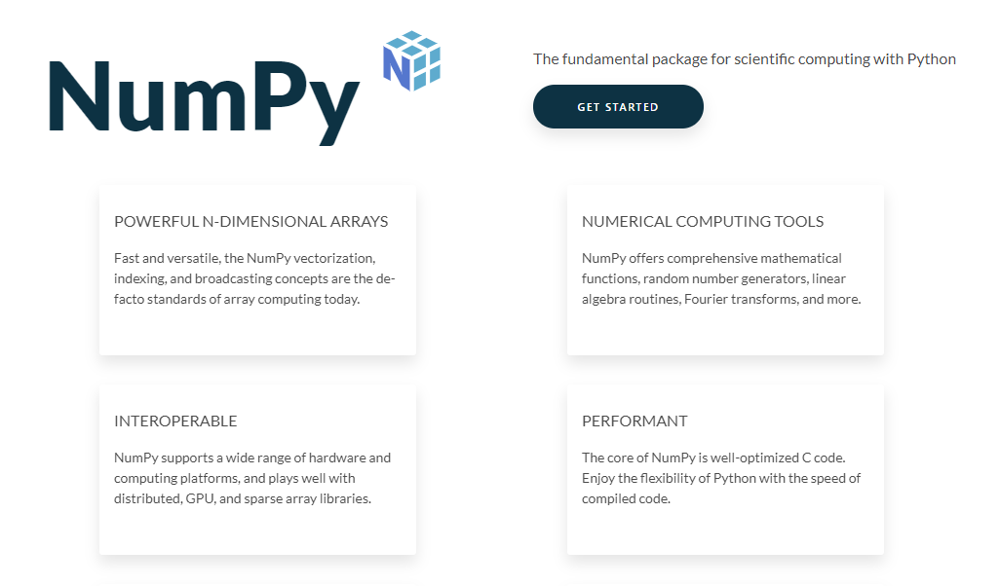 NumPy
The fundamental package for scientific computing with Python
GET STARTED
POWERFUL N-DIMENSIONAL ARRAYS
Fast and versatile, the NumPy vectorization,
indexing, and broadcasting concepts are the de-
facto standards of array computing today.
NUMERICAL COMPUTING TOOLS
NumPy offers comprehensive mathematical
functions, random number generators, linear
algebra routines, Fourier transforms, and more.
INTEROPERABLE
NumPy supports a wide range of hardware and
computing platforms, and plays well with
distributed, GPU, and sparse array libraries.
PERFORMANT
The core of NumPy is well-optimized C code.
Enjoy the flexibility of Python with the speed of
compiled code.